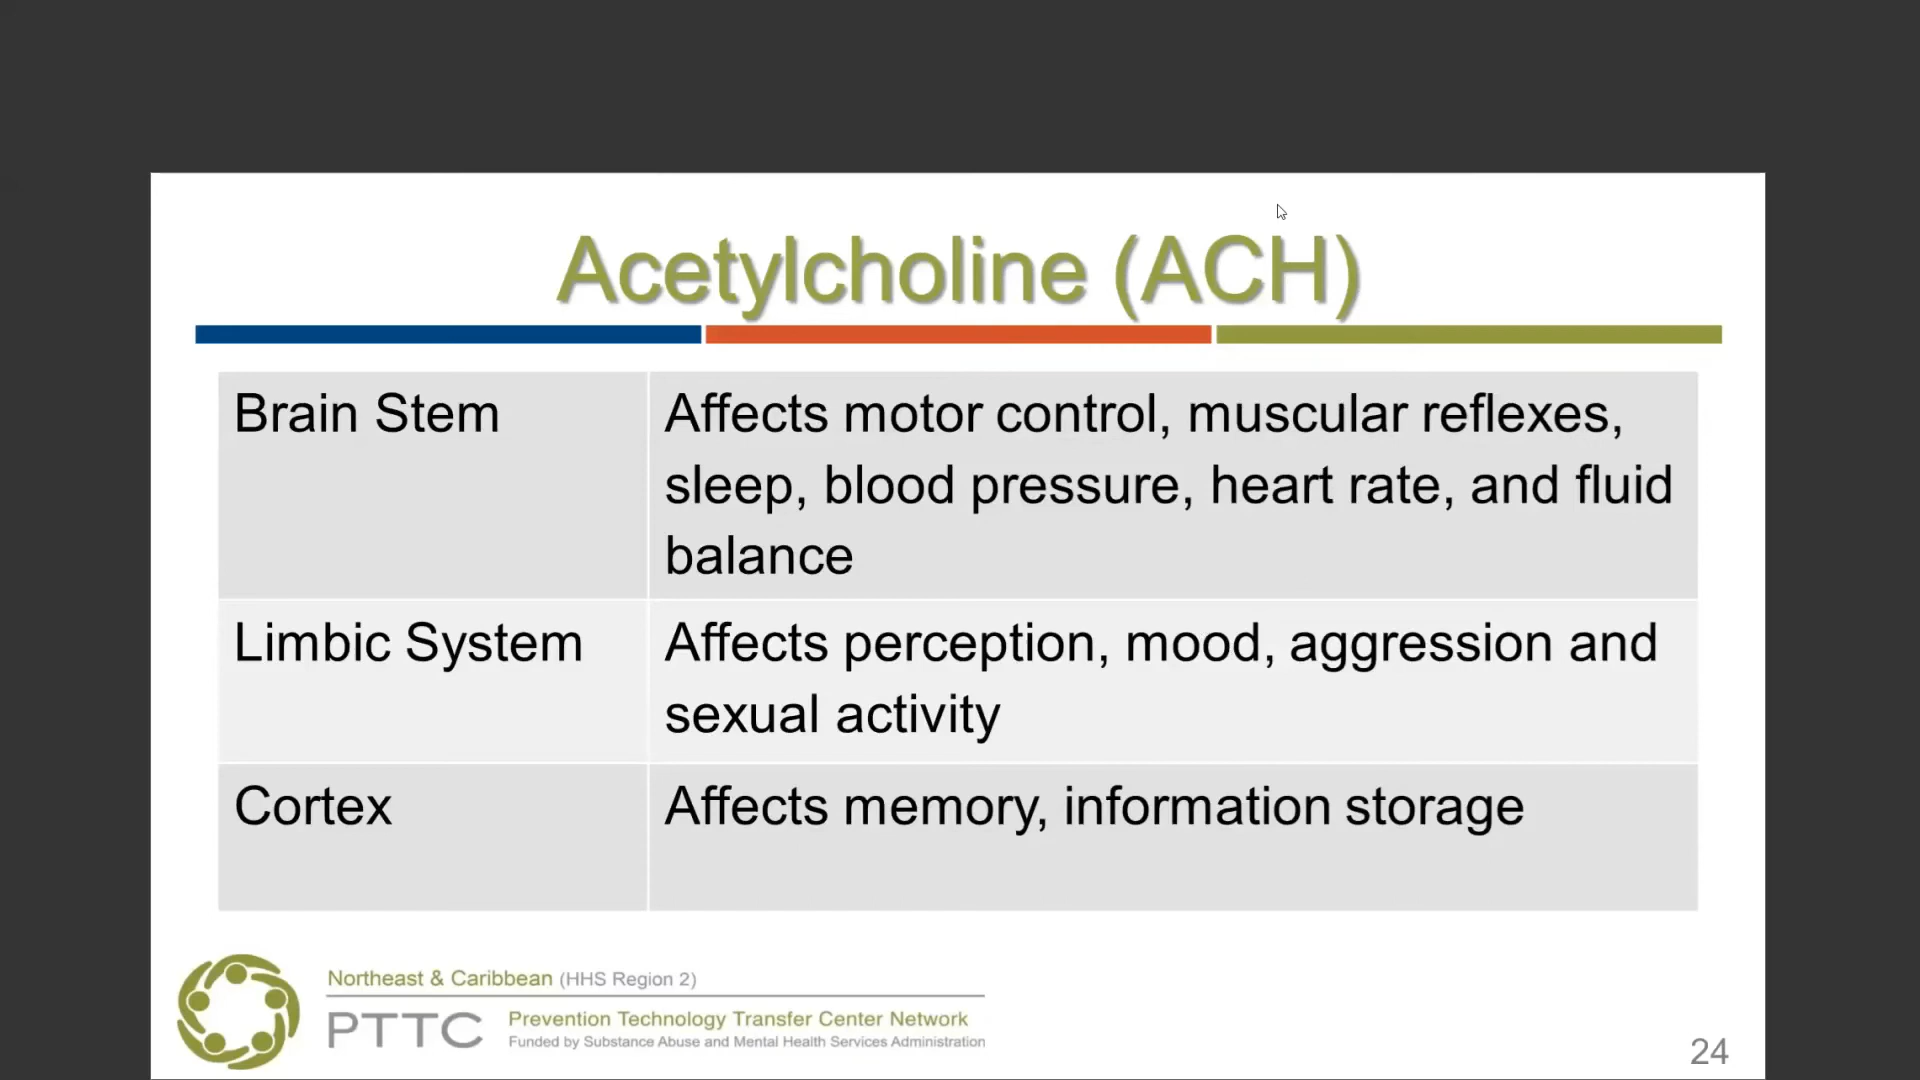 Acetylcholine (ACH)
Brain Stem
Affects motor control, muscular reflexes,
sleep, blood pressure, heart rate, and fluid
balance
Limbic System
Affects perception, mood, aggression and
sexual activity
Cortex
Affects memory, information storage
Northeast & Caribbean (HHS Region 2)
PTTC
Prevention Technology Transfer Center Network
Funded by Substance Abuse and Mental Health Services Administration
24